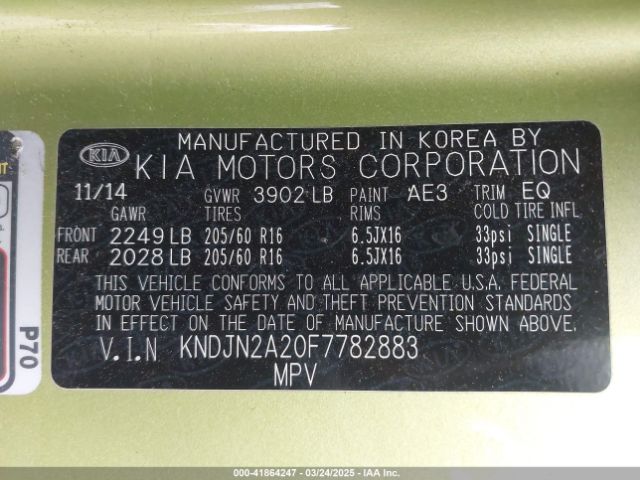 MANUFACTURED IN KOREA BY
KIA KIA MOTORS CORPORATION
11/14 GVWR 3902 LB PAINT AE3 TRIM EQ
GAWR TIRES RIMS COLD TIRE INFL
FRONT 2249 LB 205/60 R16 6.5JX16 33psi SINGLE
REAR 2028 LB 205/60 R16 6.5JX16 33psi SINGLE
THIS VEHICLE CONFORMS TO ALL APPLICABLE U.S.A. FEDERAL
MOTOR VEHICLE SAFETY AND THEFT PREVENTION STANDARDS
IN EFFECT ON THE DATE OF MANUFACTURE SHOWN ABOVE.
V.I.N KNDJN2A20F7782883
MPV
P70
00-41864247 - 03/24/2025 - IAA Inc.